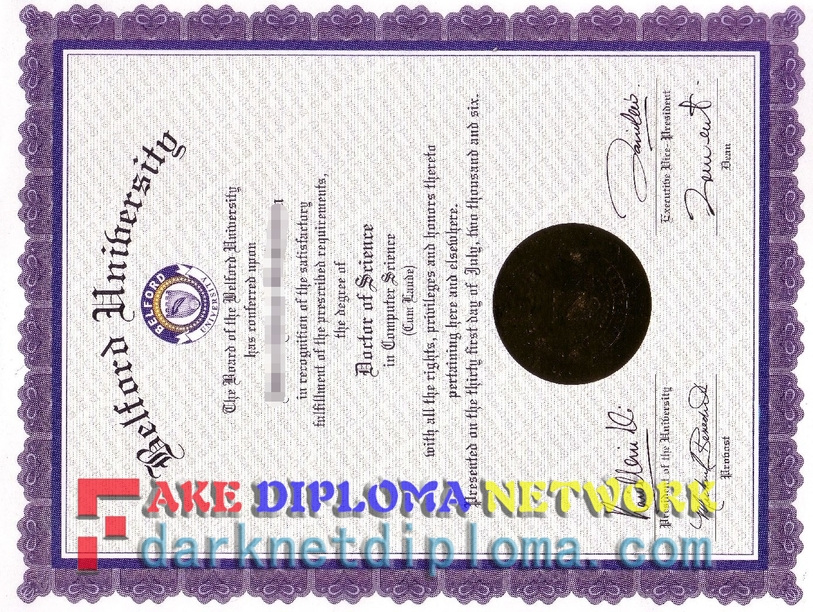 Belford University
BELFORD
UNIVERSITY
The Board of the Belford University
has conferred upon
in recognition of the satisfactory
fulfillment of the prescribed requirements,
the degree of
Doctor of Science
in Computer Science
(Cum Laude)
with all the rights, privileges and honors thereto
pertaining here and elsewhere.
Presented on the thirty first day of July, two thousand and six.
President of the University
Executive Vice-President
Provost
Dean
FAKE DIPLOMA NETWORK
darknetdiploma.com